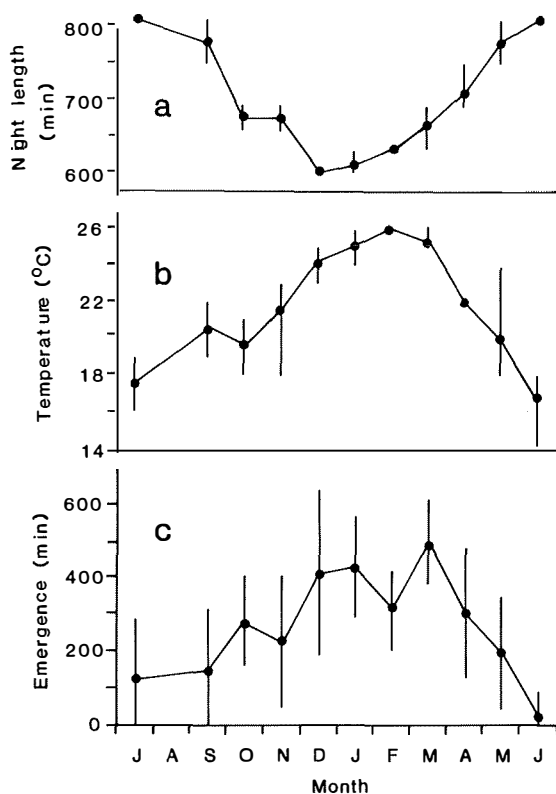 Night length
(min)
800
700
600
a
Temperature (°C)
26
22
18
14
b
Emergence (min)
600
400
200
0
c
J A S O N D J F M A M J
Month